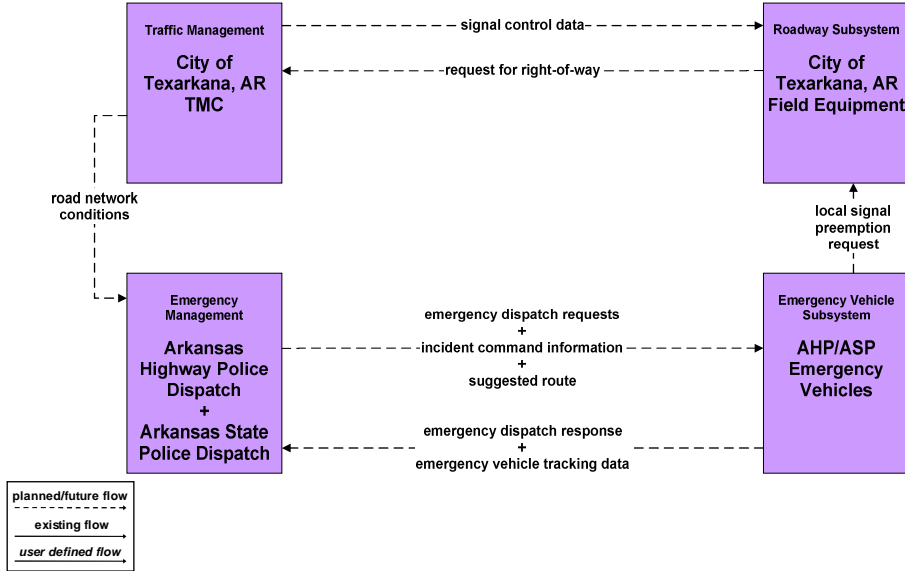 Traffic Management
City of
Texarkana, AR
TMC
signal control data
request for right-of-way
Roadway Subsystem
City of
Texarkana, AR
Field Equipment
road network
conditions
local signal
preemption
request
Emergency
Management
Arkansas
Highway Police
Dispatch
+
Arkansas State
Police Dispatch
emergency dispatch requests
+
incident command information
+
suggested route
emergency dispatch response
+
emergency vehicle tracking data
Emergency Vehicle
Subsystem
AHP/ASP
Emergency
Vehicles
planned/future flow
existing flow
user defined flow